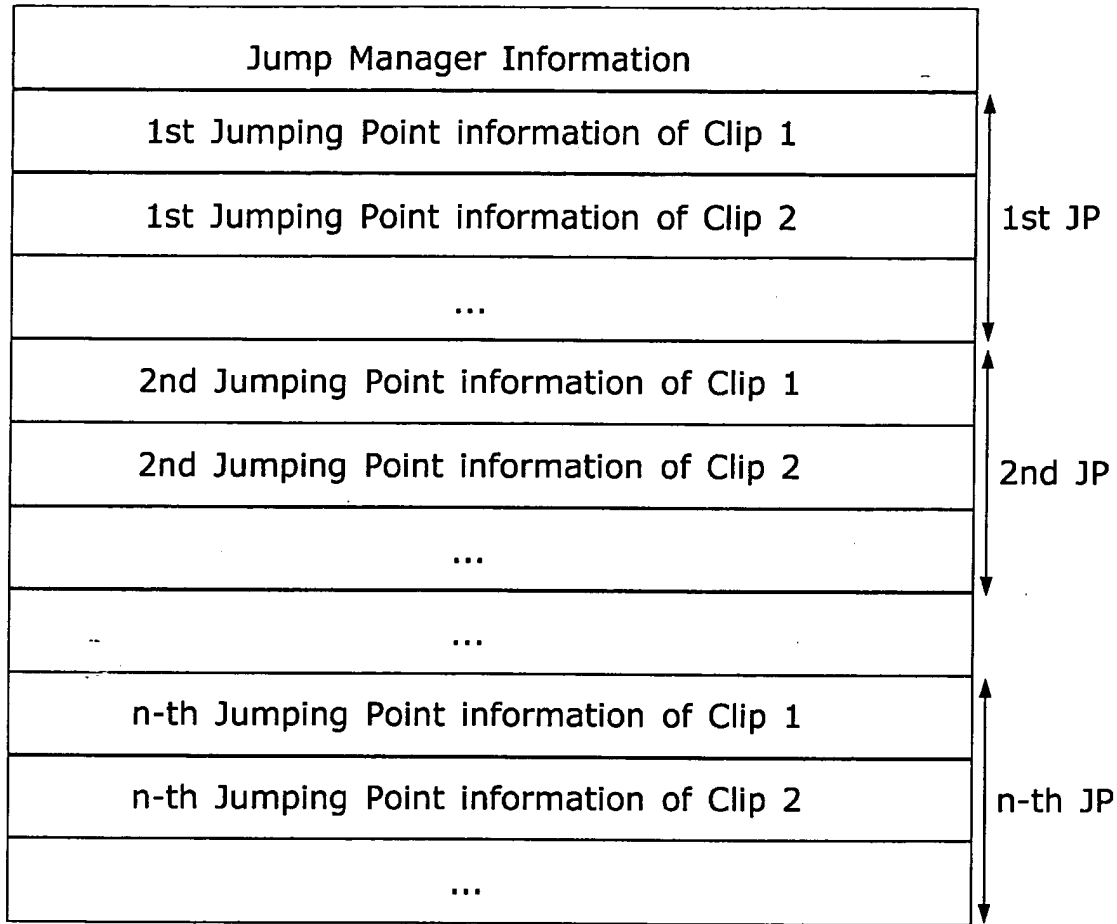 Jump Manager Information
1st Jumping Point information of Clip 1
1st Jumping Point information of Clip 2
1st JP
...
2nd Jumping Point information of Clip 1
2nd Jumping Point information of Clip 2
2nd JP
...
...
n-th Jumping Point information of Clip 1
n-th Jumping Point information of Clip 2
n-th JP
...